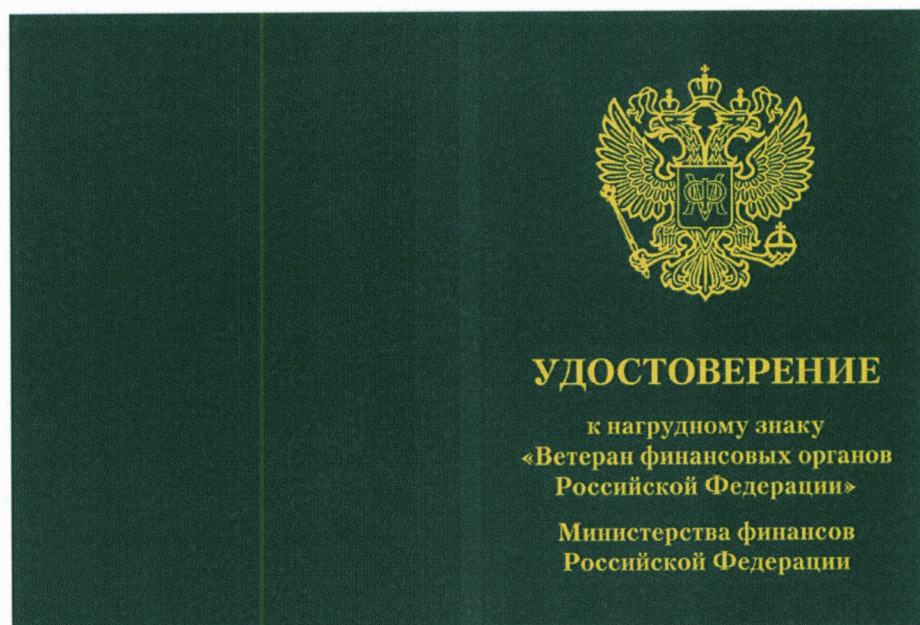 УДОСТОВЕРЕНИЕ
к нагрудному знаку
«Ветеран финансовых органов
Российской Федерации»
Министерства финансов
Российской Федерации